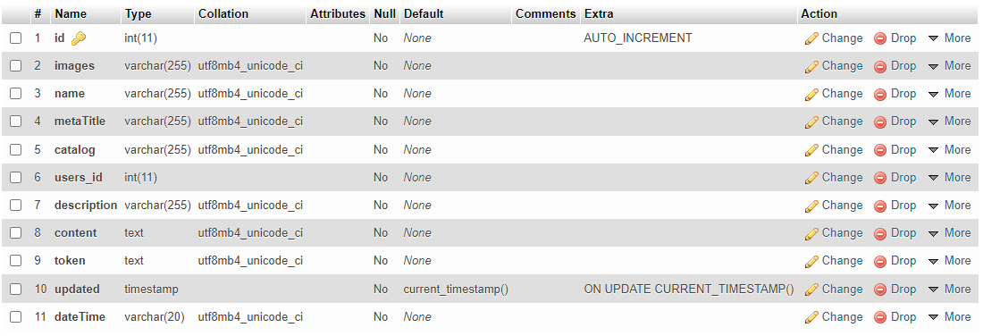 # Name Type Collation Attributes Null Default Comments Extra Action
1 id int(11) No None AUTO_INCREMENT Change Drop More
2 images varchar(255) utf8mb4_unicode_ci No None Change Drop More
3 name varchar(255) utf8mb4_unicode_ci No None Change Drop More
4 metaTitle varchar(255) utf8mb4_unicode_ci No None Change Drop More
5 catalog varchar(255) utf8mb4_unicode_ci No None Change Drop More
6 users_id int(11) No None Change Drop More
7 description varchar(255) utf8mb4_unicode_ci No None Change Drop More
8 content text utf8mb4_unicode_ci No None Change Drop More
9 token text utf8mb4_unicode_ci No None Change Drop More
10 updated timestamp No current_timestamp() ON UPDATE CURRENT_TIMESTAMP() Change Drop More
11 dateTime varchar(20) utf8mb4_unicode_ci No None Change Drop More